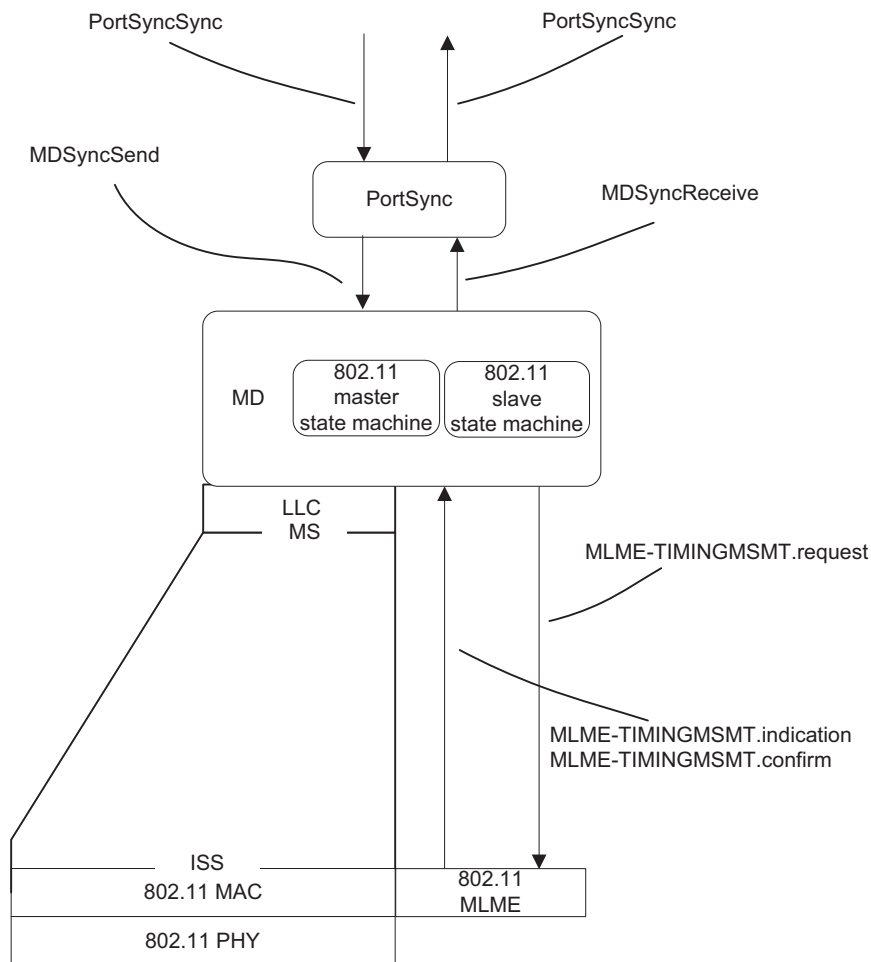 PortSyncSync
PortSyncSync
MDSyncSend
PortSync
MDSyncReceive
MD
802.11
master
state machine
802.11
slave
state machine
LLC
MS
MLME-TIMINGMSMT.request
MLME-TIMINGMSMT.indication
MLME-TIMINGMSMT.confirm
ISS
802.11 MAC
802.11
MLME
802.11 PHY